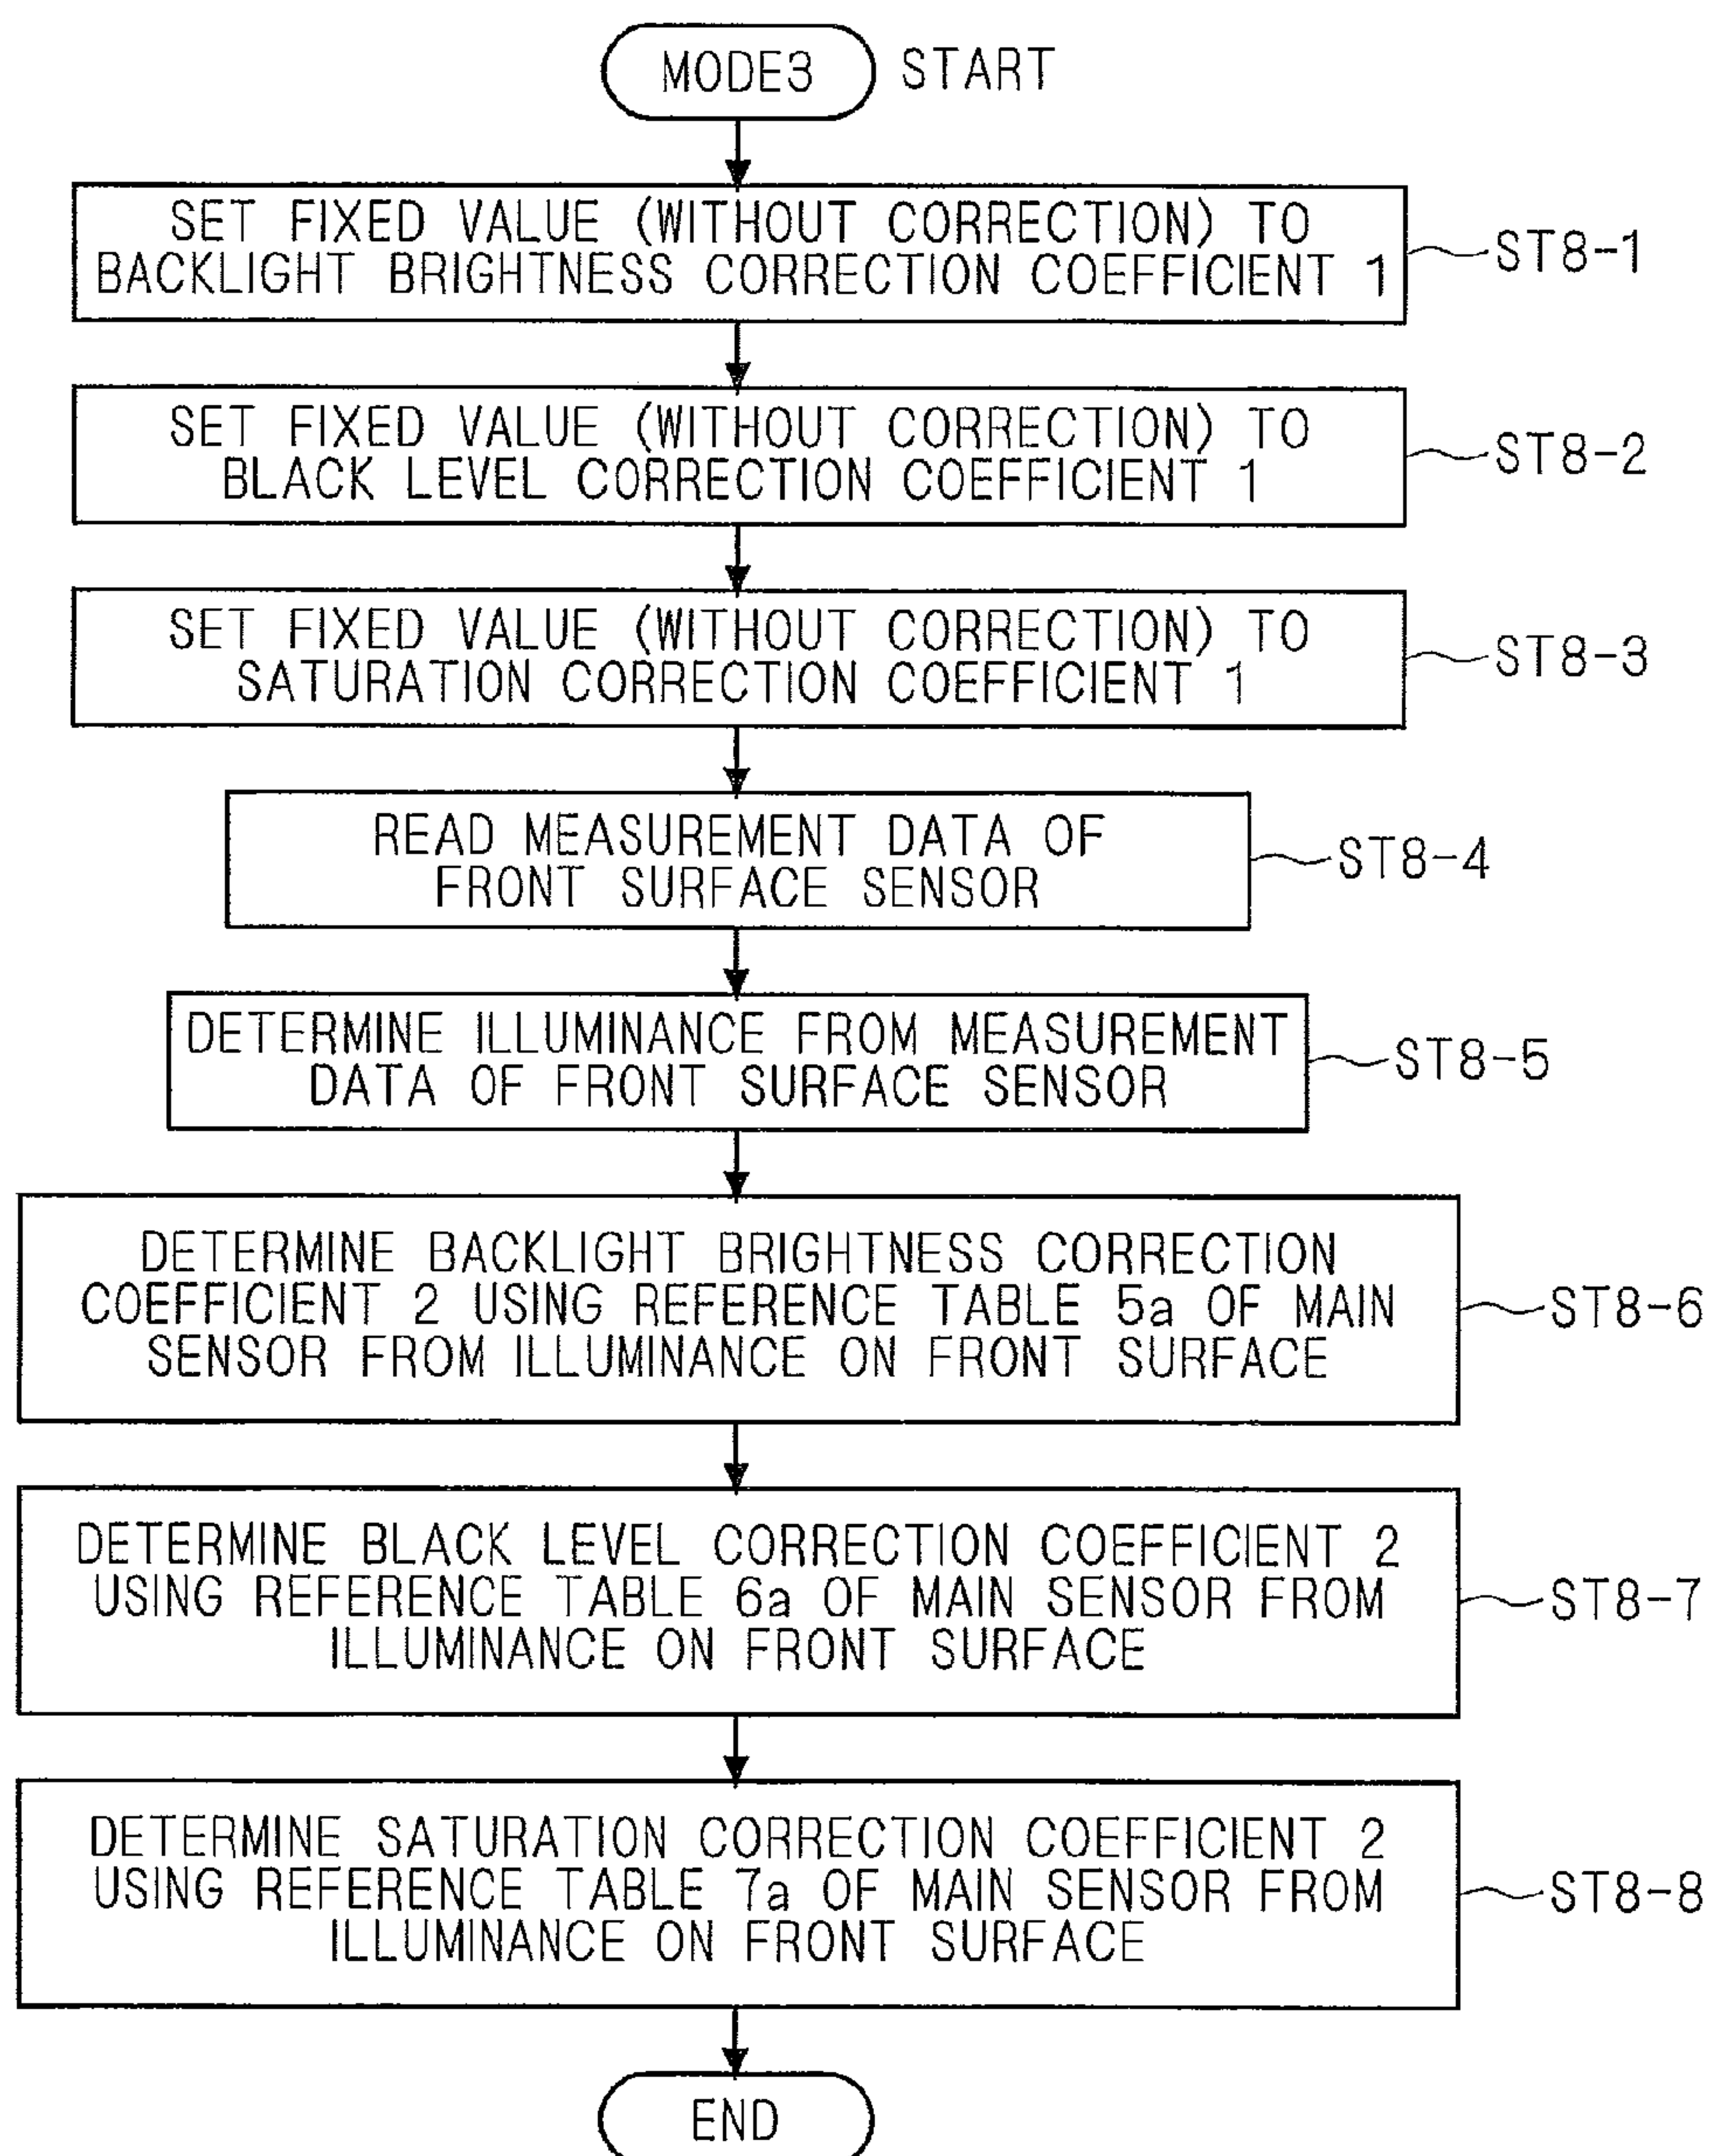 MODE3 START
SET FIXED VALUE (WITHOUT CORRECTION) TO
BACKLIGHT BRIGHTNESS CORRECTION COEFFICIENT 1
ST8-1
SET FIXED VALUE (WITHOUT CORRECTION) TO
BLACK LEVEL CORRECTION COEFFICIENT 1
ST8-2
SET FIXED VALUE (WITHOUT CORRECTION) TO
SATURATION CORRECTION COEFFICIENT 1
ST8-3
READ MEASUREMENT DATA OF
FRONT SURFACE SENSOR
ST8-4
DETERMINE ILLUMINANCE FROM MEASUREMENT
DATA OF FRONT SURFACE SENSOR
ST8-5
DETERMINE BACKLIGHT BRIGHTNESS CORRECTION
COEFFICIENT 2 USING REFERENCE TABLE 5a OF MAIN
SENSOR FROM ILLUMINANCE ON FRONT SURFACE
ST8-6
DETERMINE BLACK LEVEL CORRECTION COEFFICIENT 2
USING REFERENCE TABLE 6a OF MAIN SENSOR FROM
ILLUMINANCE ON FRONT SURFACE
ST8-7
DETERMINE SATURATION CORRECTION COEFFICIENT 2
USING REFERENCE TABLE 7a OF MAIN SENSOR FROM
ILLUMINANCE ON FRONT SURFACE
ST8-8
END